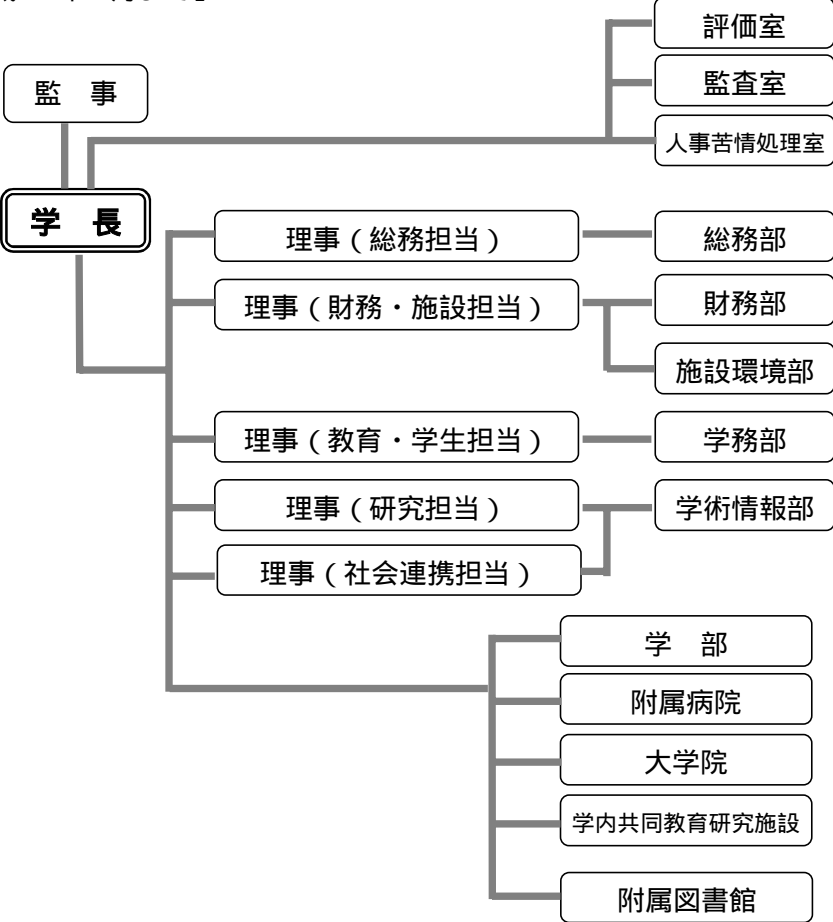 評価室
監　事
監査室
人事苦情処理室
学　長
理事（総務担当）
総務部
理事（財務・施設担当）
財務部
施設環境部
理事（教育・学生担当）
学務部
理事（研究担当）
学術情報部
理事（社会連携担当）
学　部
附属病院
大学院
学内共同教育研究施設
附属図書館